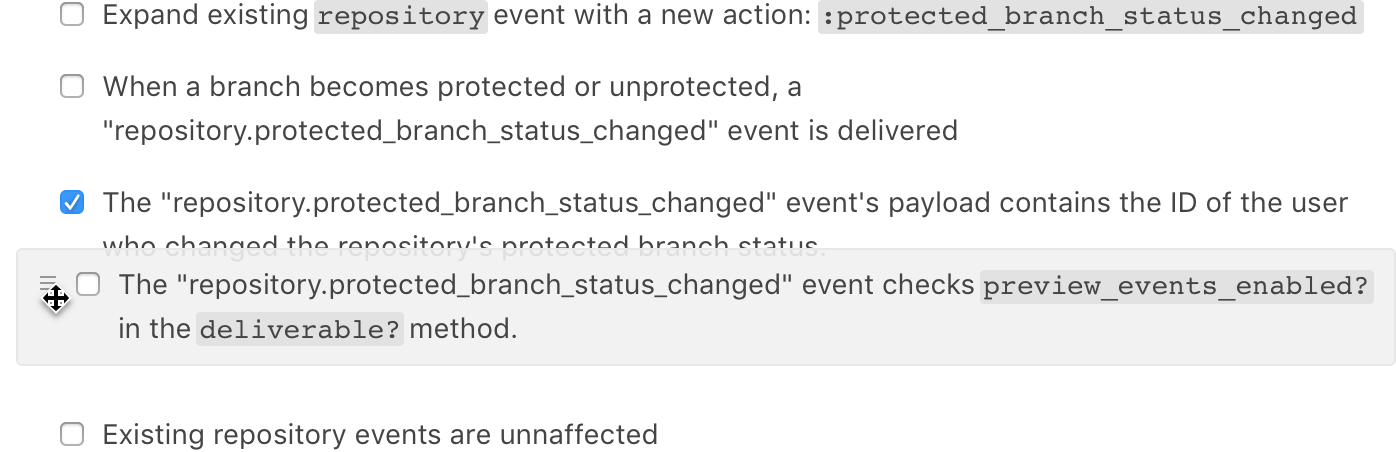 Expand existing repository event with a new action: :protected_branch_status_changed
When a branch becomes protected or unprotected, a
"repository.protected_branch_status_changed" event is delivered
The "repository.protected_branch_status_changed" event's payload contains the ID of the user
who changed the repository's protected branch status.
The "repository.protected_branch_status_changed" event checks preview_events_enabled?
in the deliverable? method.
Existing repository events are unnaffected